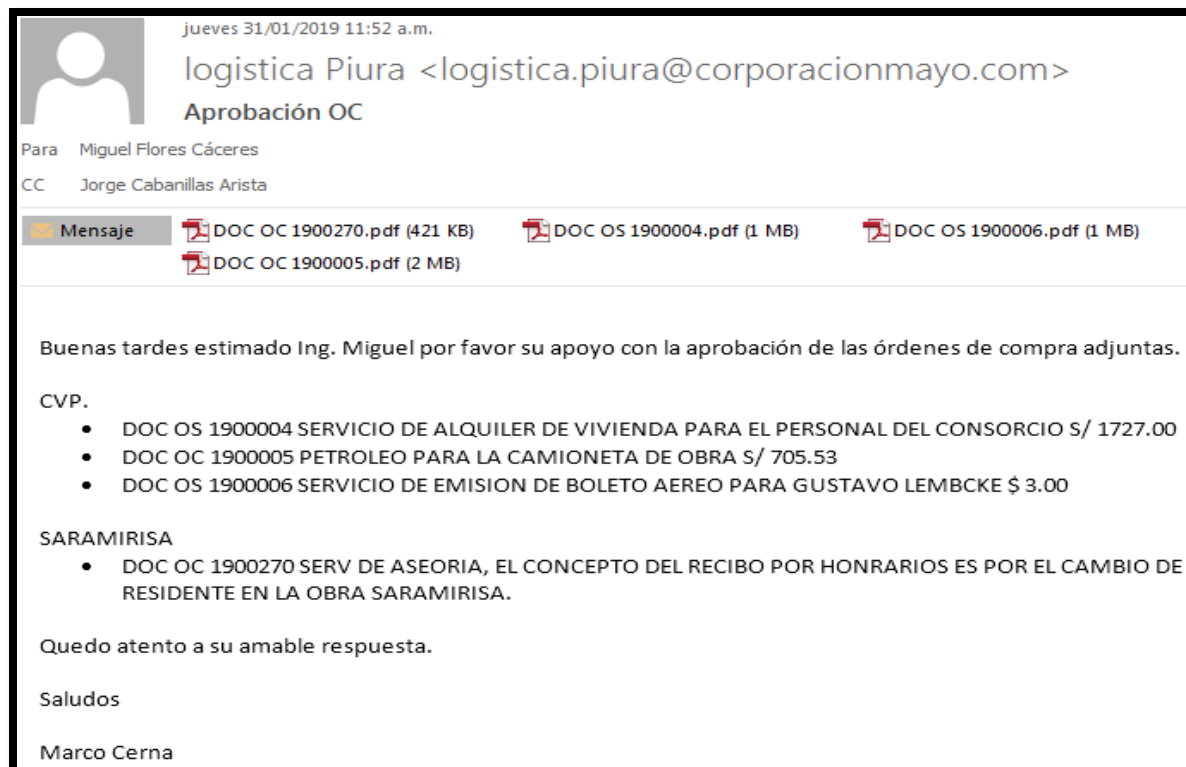 jueves 31/01/2019 11:52 a.m.
logistica Piura <logistica.piura@corporacionmayo.com>
Aprobación OC
Para Miguel Flores Cáceres
CC Jorge Cabanillas Arista
Mensaje DOC OC 1900270.pdf (421 KB) DOC OS 1900004.pdf (1 MB) DOC OS 1900006.pdf (1 MB)
DOC OC 1900005.pdf (2 MB)
Buenas tardes estimado Ing. Miguel por favor su apoyo con la aprobación de las órdenes de compra adjuntas.
CVP.
• DOC OS 1900004 SERVICIO DE ALQUILER DE VIVIENDA PARA EL PERSONAL DEL CONSORCIO S/ 1727.00
• DOC OC 1900005 PETROLEO PARA LA CAMIONETA DE OBRA S/ 705.53
• DOC OS 1900006 SERVICIO DE EMISION DE BOLETO AEREO PARA GUSTAVO LEMBCKE $ 3.00
SARAMIRISA
• DOC OC 1900270 SERV DE ASEORIA, EL CONCEPTO DEL RECIBO POR HONRARIOS ES POR EL CAMBIO DE
RESIDENTE EN LA OBRA SARAMIRISA.
Quedo atento a su amable respuesta.
Saludos
Marco Cerna